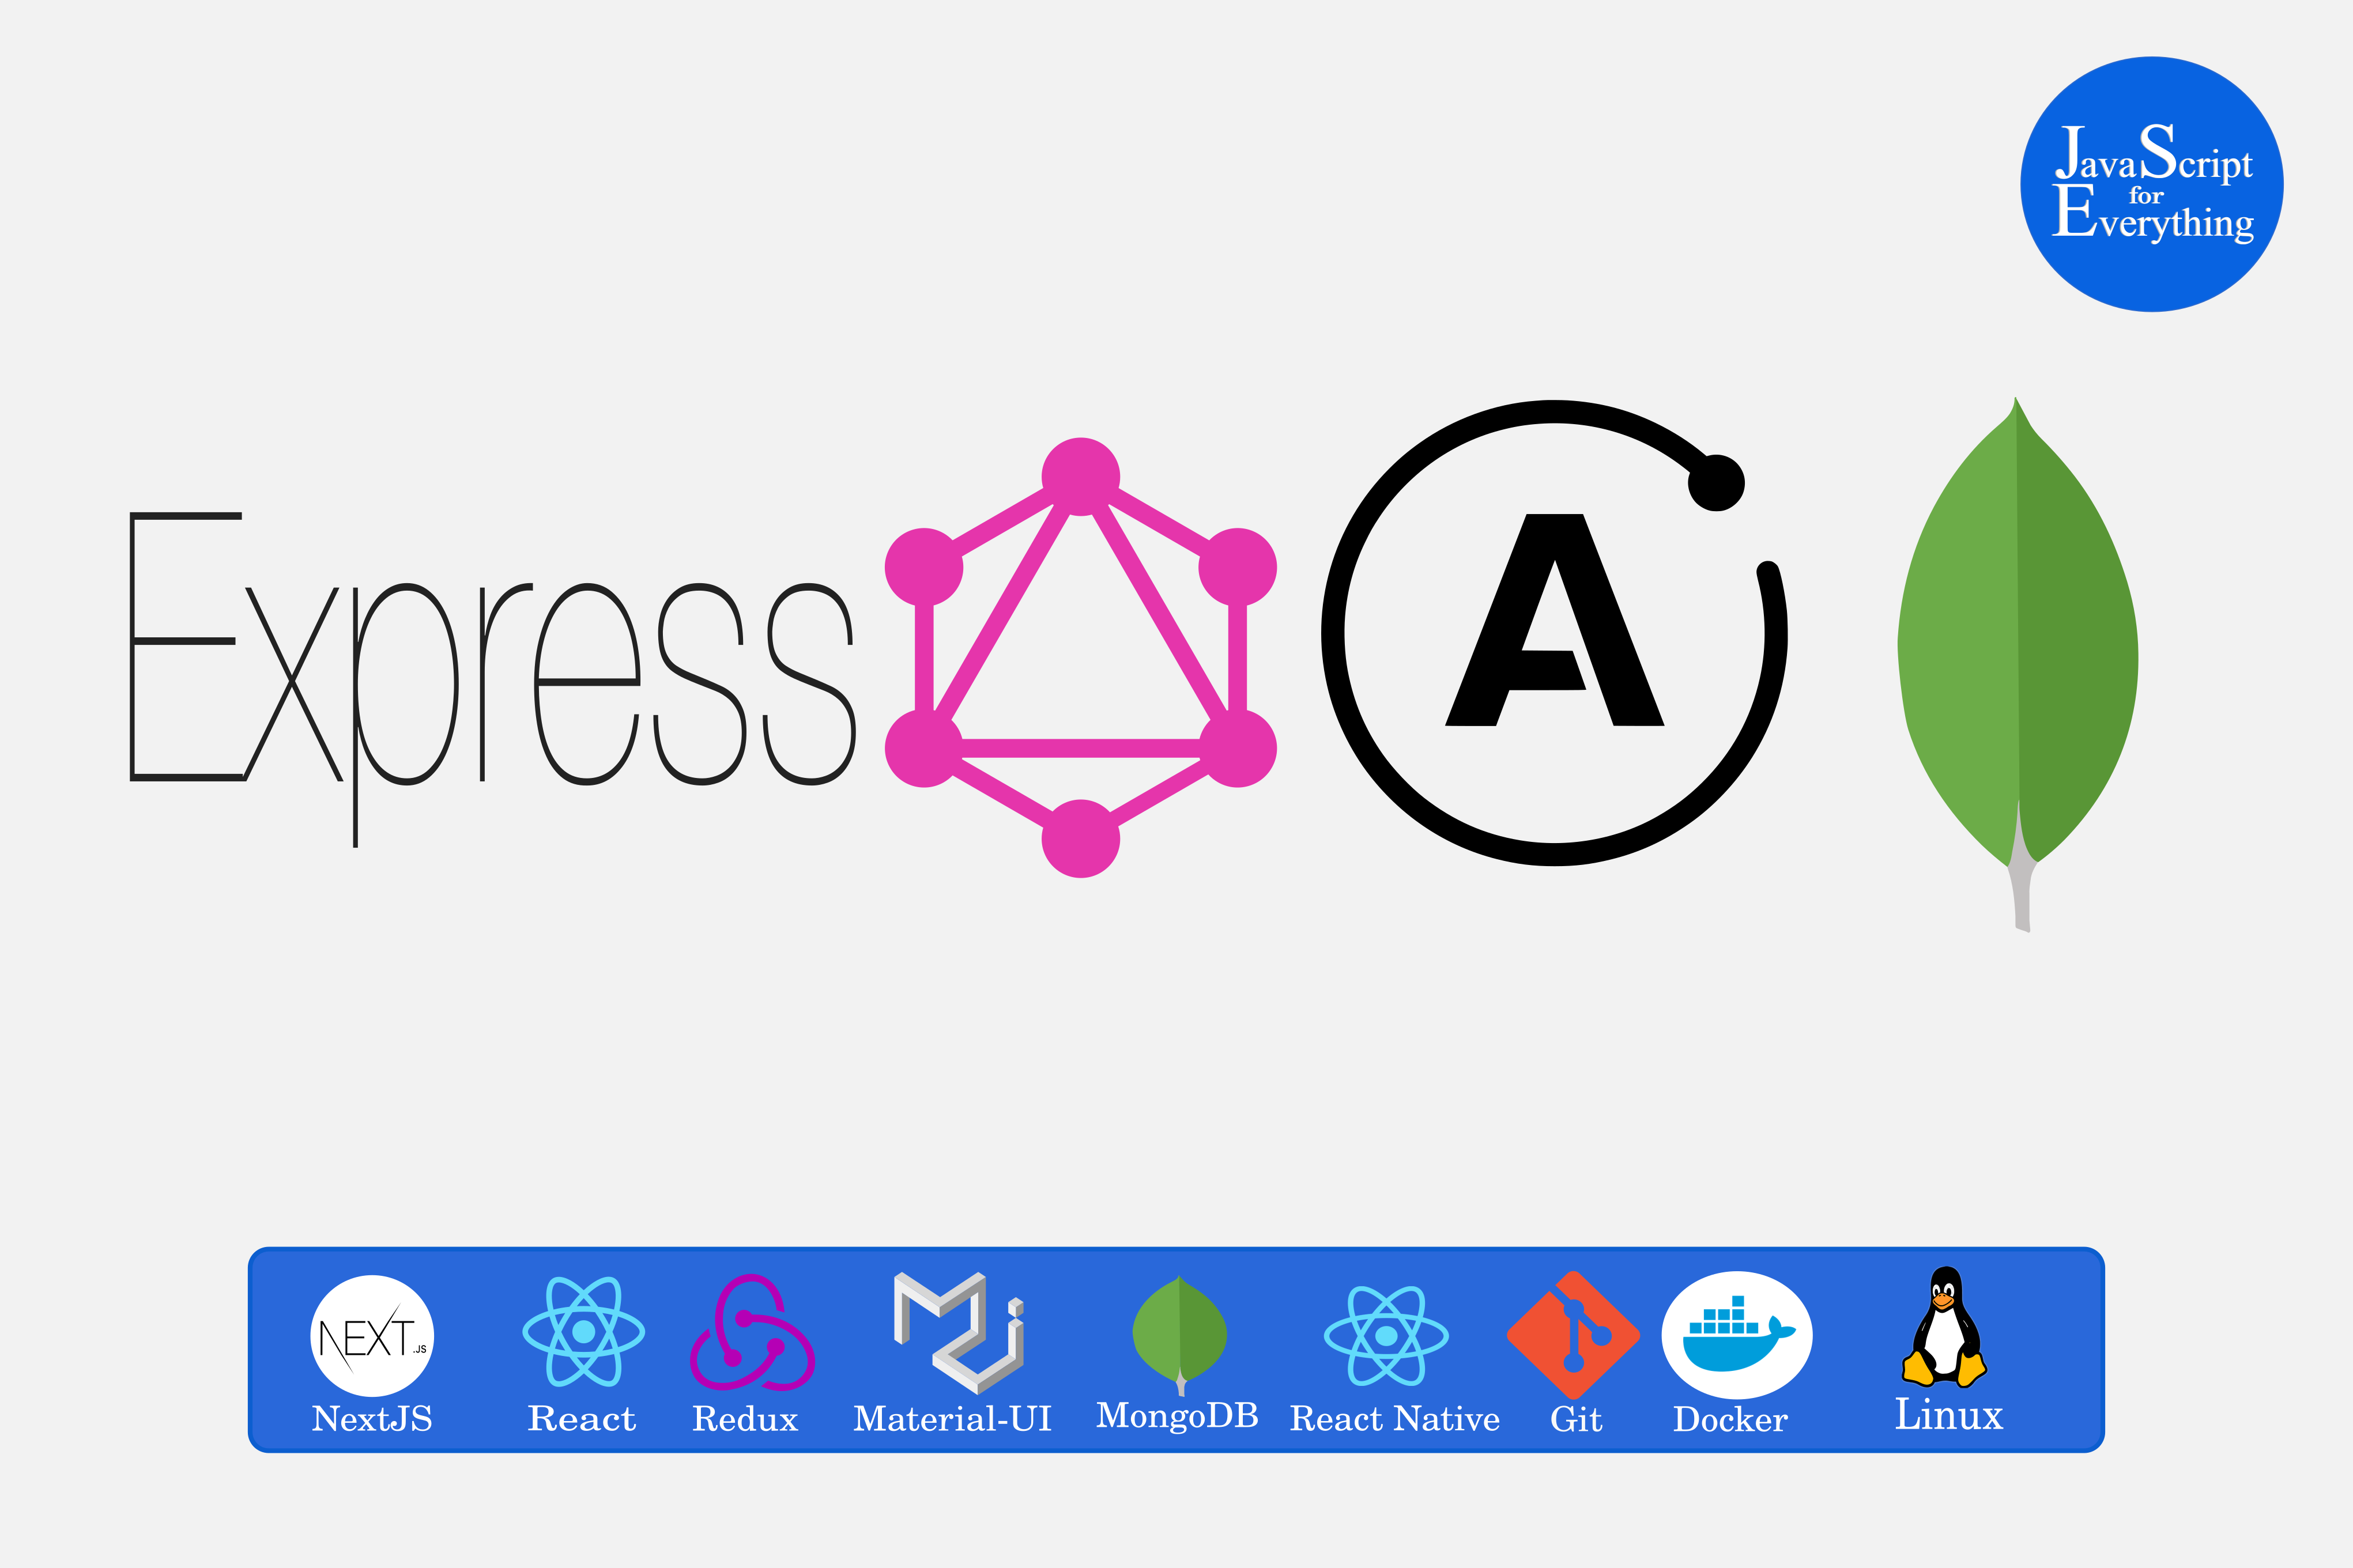 JavaScript
for
Everything
Express
A
NEXT.JS
NextJS
React
Redux
Material-UI
MongoDB
React Native
Git
Docker
Linux